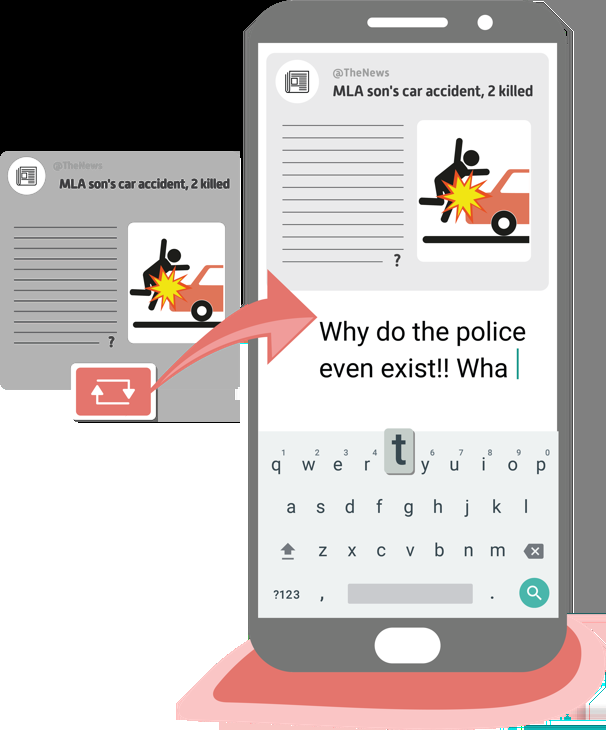 @TheNews
MLA son's car accident, 2 killed
?
@TheNews
MLA son's car accident, 2 killed
?
Why do the police
even exist!! Wha
1 2 3 4 6 7 8 9 0
q w e r t y u i o p
a s d f g h j k l
z x c v b n m
?123 , .